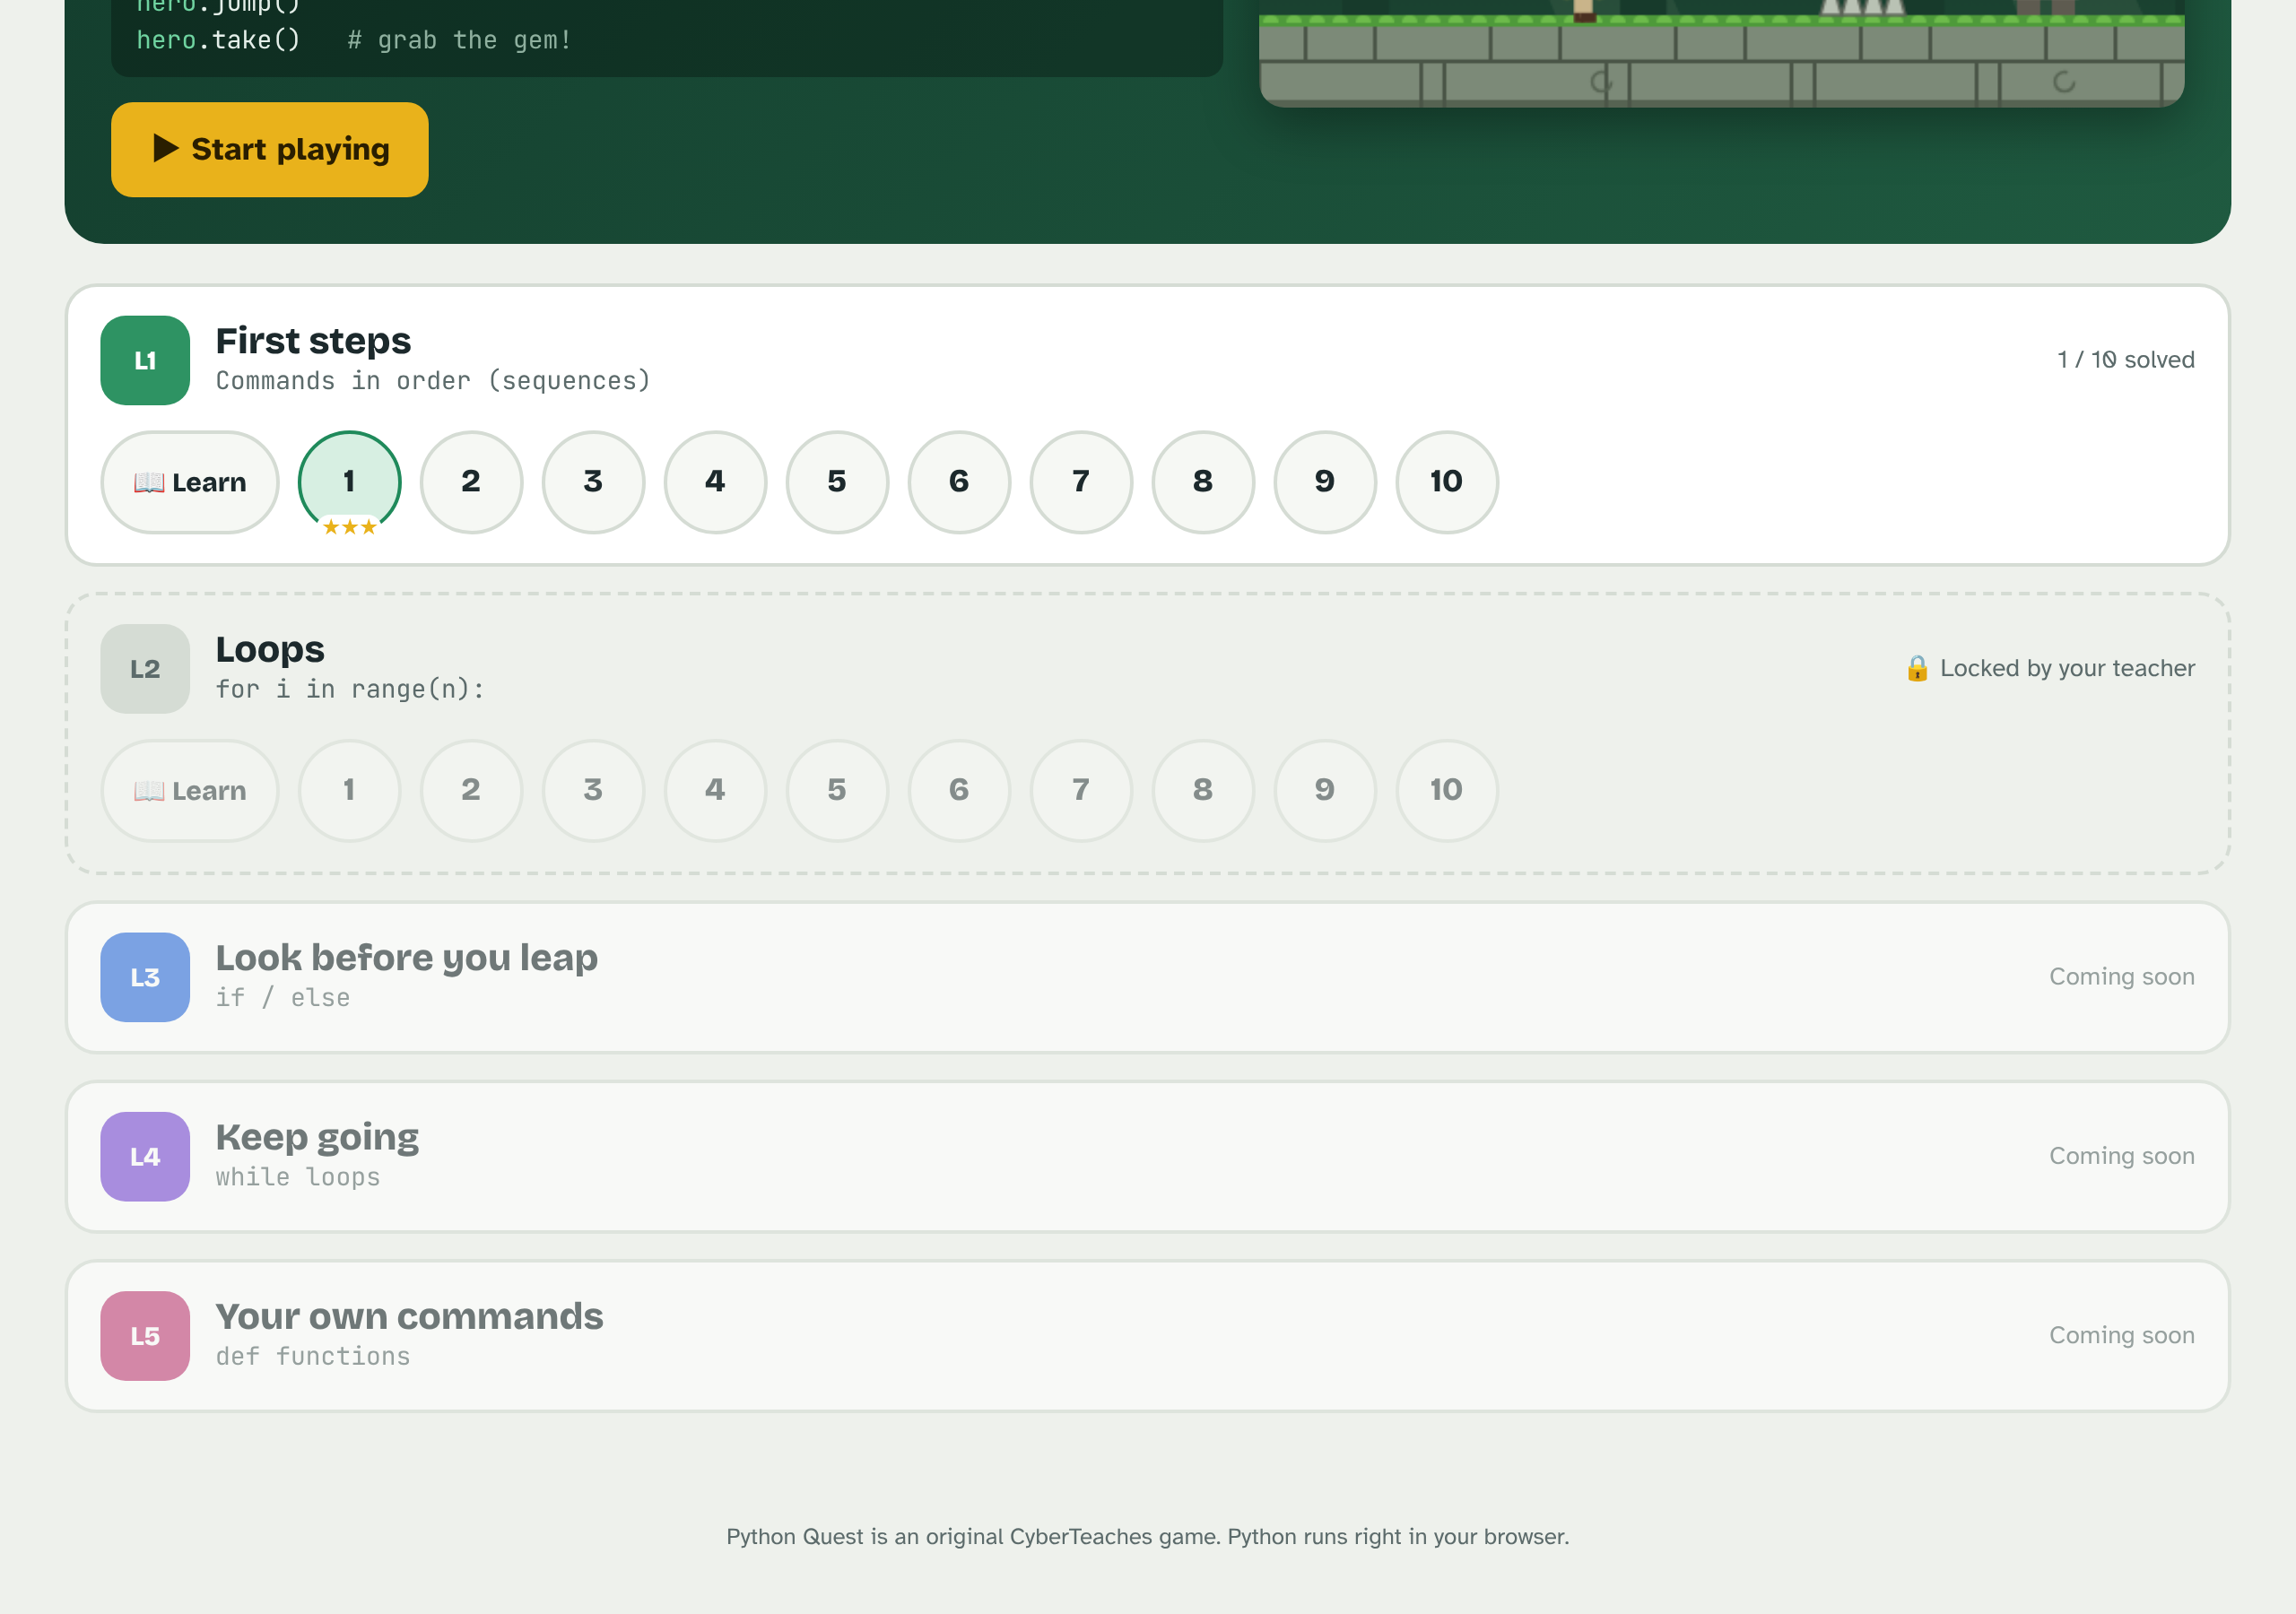 hero.jump()
hero.take()   # grab the gem!
▶ Start playing
L1
First steps
Commands in order (sequences)
1 / 10 solved
📖 Learn
1
★★★
2
3
4
5
6
7
8
9
10
L2
Loops
for i in range(n):
🔒 Locked by your teacher
📖 Learn
1
2
3
4
5
6
7
8
9
10
L3
Look before you leap
if / else
Coming soon
L4
Keep going
while loops
Coming soon
L5
Your own commands
def functions
Coming soon
Python Quest is an original CyberTeaches game. Python runs right in your browser.